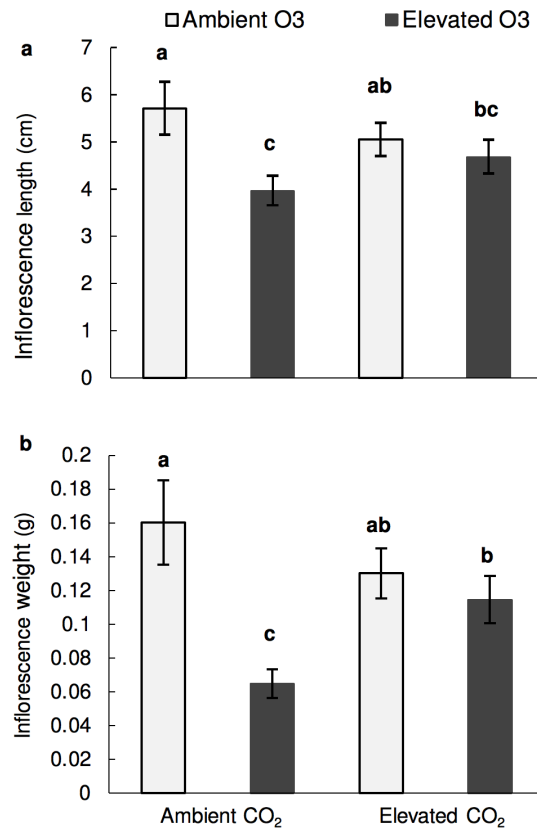 Ambient O3 Elevated O3
a
Inflorescence length (cm)
7
6
5
4
3
2
1
0
a
c
ab
bc
b
Inflorescence weight (g)
0.2
0.18
0.16
0.14
0.12
0.1
0.08
0.06
0.04
0.02
0
a
c
ab
b
Ambient CO₂ Elevated CO₂